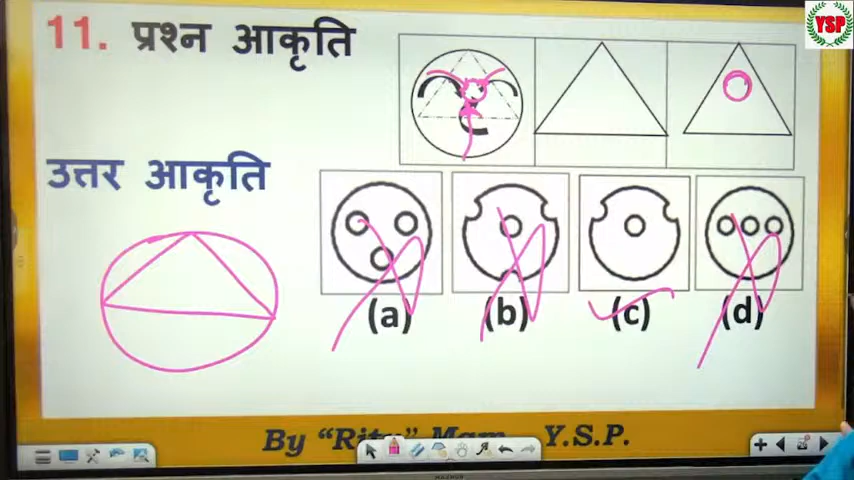 YSP
11. प्रश्न आकृति
उत्तर आकृति
(a) (b) (c) (d)
By "Ritu" Mam Y.S.P.